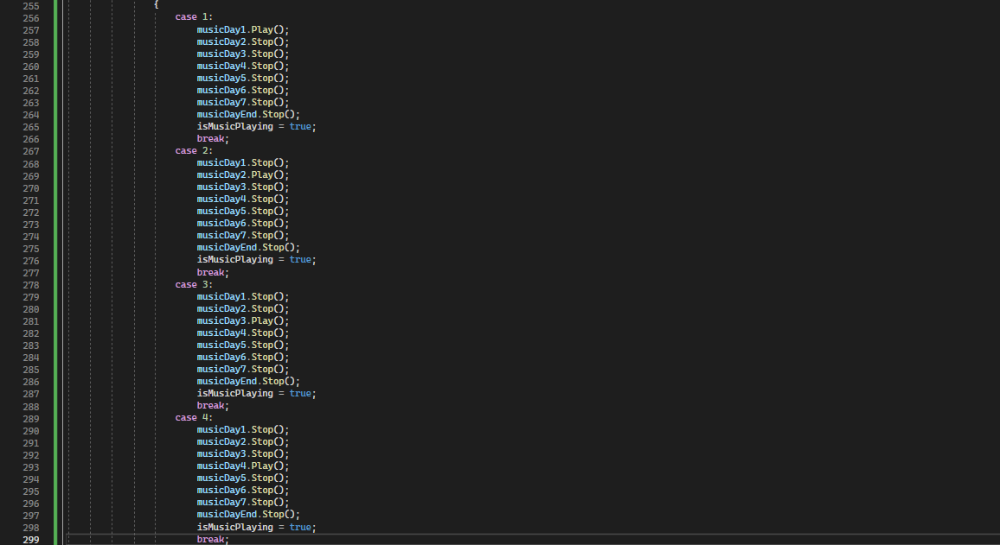 255 {
256 case 1:
257 musicDay1.Play();
258 musicDay2.Stop();
259 musicDay3.Stop();
260 musicDay4.Stop();
261 musicDay5.Stop();
262 musicDay6.Stop();
263 musicDay7.Stop();
264 musicDayEnd.Stop();
265 isMusicPlaying = true;
266 break;
267 case 2:
268 musicDay1.Stop();
269 musicDay2.Play();
270 musicDay3.Stop();
271 musicDay4.Stop();
272 musicDay5.Stop();
273 musicDay6.Stop();
274 musicDay7.Stop();
275 musicDayEnd.Stop();
276 isMusicPlaying = true;
277 break;
278 case 3:
279 musicDay1.Stop();
280 musicDay2.Stop();
281 musicDay3.Play();
282 musicDay4.Stop();
283 musicDay5.Stop();
284 musicDay6.Stop();
285 musicDay7.Stop();
286 musicDayEnd.Stop();
287 isMusicPlaying = true;
288 break;
289 case 4:
290 musicDay1.Stop();
291 musicDay2.Stop();
292 musicDay3.Stop();
293 musicDay4.Play();
294 musicDay5.Stop();
295 musicDay6.Stop();
296 musicDay7.Stop();
297 musicDayEnd.Stop();
298 isMusicPlaying = true;
299 break;